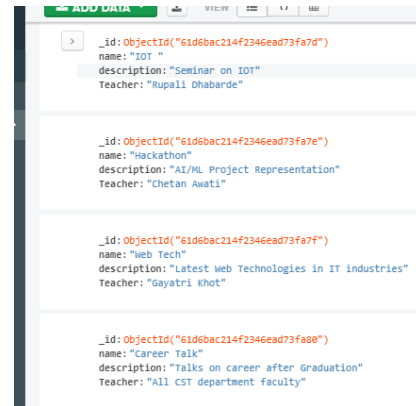 ADD DATA
VIEW
_id: ObjectId("61d6bac214f2346ead73fa7d")
name: "IOT "
description: "Seminar on IOT"
Teacher: "Rupali Dhabarde"
_id: ObjectId("61d6bac214f2346ead73fa7e")
name: "Hackathon"
description: "AI/ML Project Representation"
Teacher: "Chetan Awati"
_id: ObjectId("61d6bac214f2346ead73fa7f")
name: "Web Tech"
description: "Latest Web Technologies in IT industries"
Teacher: "Gayatri Khot"
_id: ObjectId("61d6bac214f2346ead73fa80")
name: "Career Talk"
description: "Talks on career after Graduation"
Teacher: "All CST department faculty"